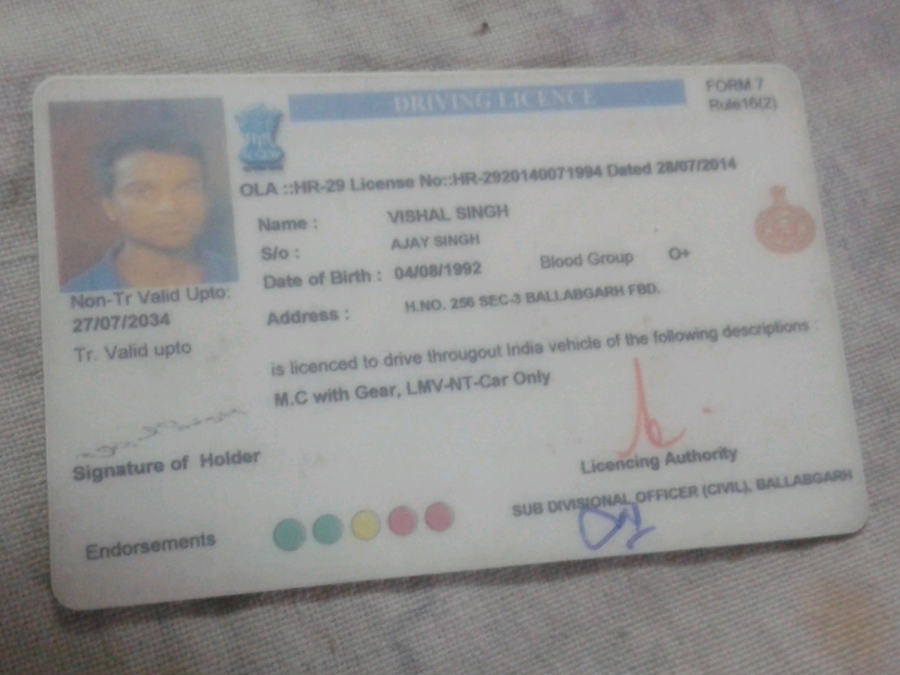 DRIVING LICENCE
FORM 7
Rule16(2)
OLA ::HR-29 License No::HR-2920140071994 Dated 28/07/2014
Name : VISHAL SINGH
S/o : AJAY SINGH
Date of Birth : 04/08/1992 Blood Group O+
Address : H.NO. 256 SEC-3 BALLABGARH FBD.
Non-Tr Valid Upto:
27/07/2034
Tr. Valid upto
is licenced to drive througout India vehicle of the following descriptions :
M.C with Gear, LMV-NT-Car Only
Signature of Holder
Licencing Authority
SUB DIVISIONAL OFFICER (CIVIL), BALLABGARH
Endorsements